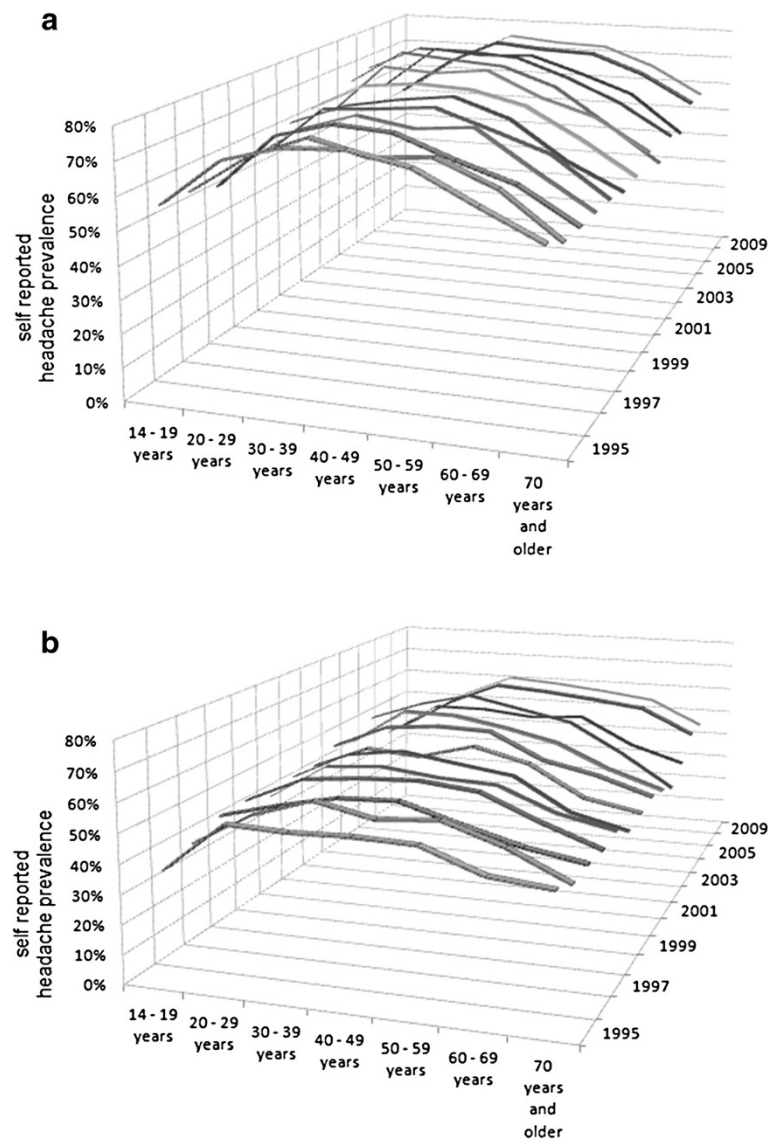 a
80%
70%
60%
50%
40%
30%
20%
10%
0%
self reported
headache prevalence
14 - 19
years
20 - 29
years
30 - 39
years
40 - 49
years
50 - 59
years
60 - 69
years
70
years
and
older
2009
2005
2003
2001
1999
1997
1995
b
80%
70%
60%
50%
40%
30%
20%
10%
0%
self reported
headache prevalence
14 - 19
years
20 - 29
years
30 - 39
years
40 - 49
years
50 - 59
years
60 - 69
years
70
years
and
older
2009
2005
2003
2001
1999
1997
1995